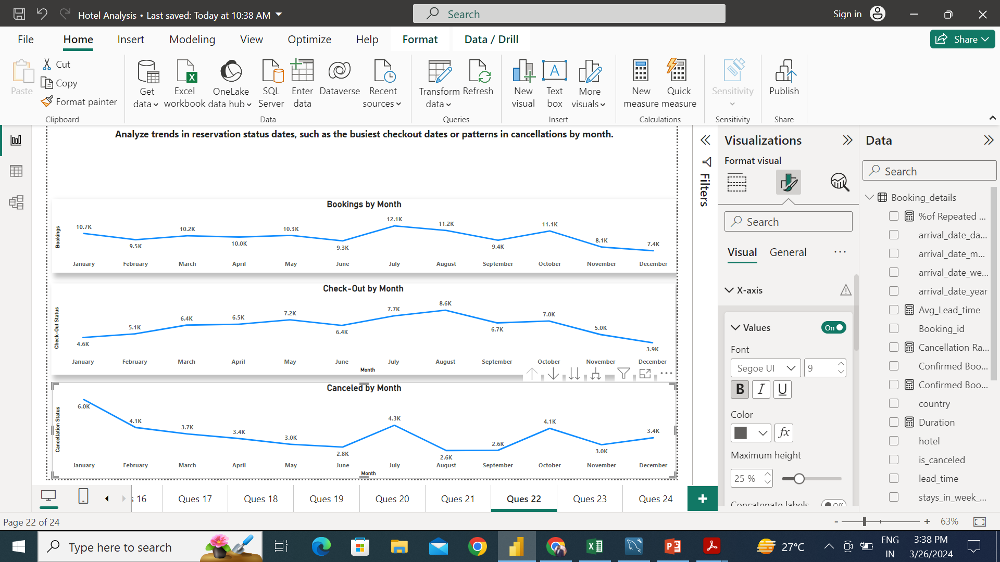 Hotel Analysis • Last saved: Today at 10:38 AM
Search
Sign in
File Home Insert Modeling View Optimize Help Format Data / Drill
Share
Paste
Cut
Copy
Format painter
Clipboard
Get data
Excel workbook
OneLake data hub
SQL Server
Enter data
Dataverse
Recent sources
Data
Transform data
Refresh
Queries
New visual
Text box
More visuals
Insert
New measure
Quick measure
Calculations
Sensitivity
Sensitivity
Publish
Share
Analyze trends in reservation status dates, such as the busiest checkout dates or patterns in cancellations by month.
Bookings by Month
Bookings
10.7K 9.5K 10.2K 10.0K 10.3K 9.3K 12.1K 11.2K 9.4K 11.1K 8.1K 7.4K
January February March April May June July August September October November December
Check-Out by Month
Check-Out Status
4.6K 5.1K 6.4K 6.5K 7.2K 6.4K 7.7K 8.6K 6.7K 7.0K 5.0K 3.9K
January February March April May June July August September October November December
Month
Canceled by Month
Cancellation Status
6.0K 4.1K 3.7K 3.4K 3.0K 2.8K 4.3K 2.6K 2.6K 4.1K 3.0K 3.4K
January February March April May June July August September October November December
Month
Filters
Visualizations
Format visual
Search
Visual General
X-axis
Values
On
Font
Segoe UI
9
B I U
Color
fx
Maximum height
25 %
Concatenate labels
Off
Data
Search
Booking_details
%of Repeated ...
arrival_date_da...
arrival_date_m...
arrival_date_we...
arrival_date_year
Avg_Lead_time
Booking_id
Cancellation Ra...
Confirmed Boo...
Confirmed Boo...
country
Duration
hotel
is_canceled
lead_time
stays_in_week_...
16 Ques 17 Ques 18 Ques 19 Ques 20 Ques 21 Ques 22 Ques 23 Ques 24
Page 22 of 24
- + 63%
Type here to search
27°C
ENG
IN
3:38 PM
3/26/2024